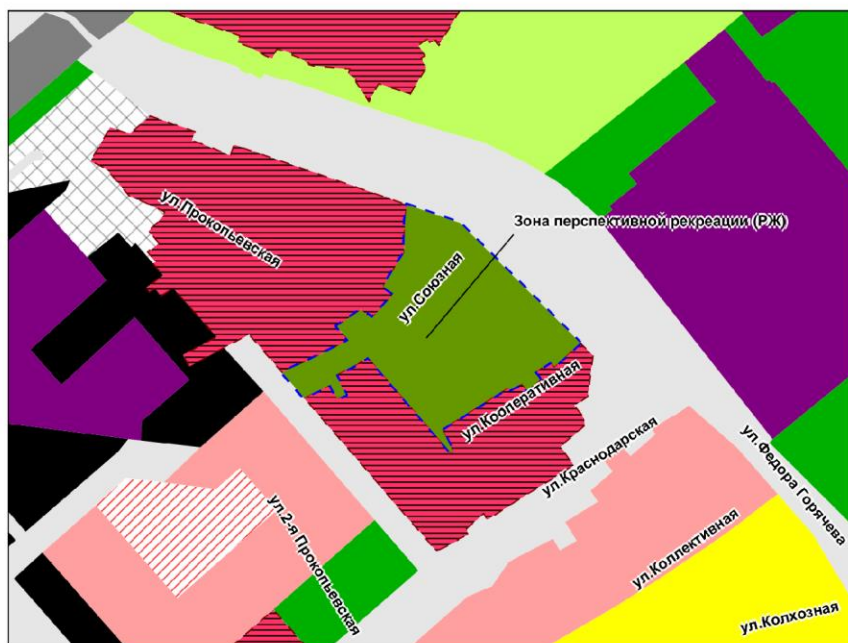 ул.Прокопьевская
Зона перспективной рекреации (РЖ)
ул.Союзная
ул.Кооперативная
ул.Краснодарская
ул.Федора Горячева
ул.2-я Прокопьевская
ул.Коллективная
ул.Колхозная